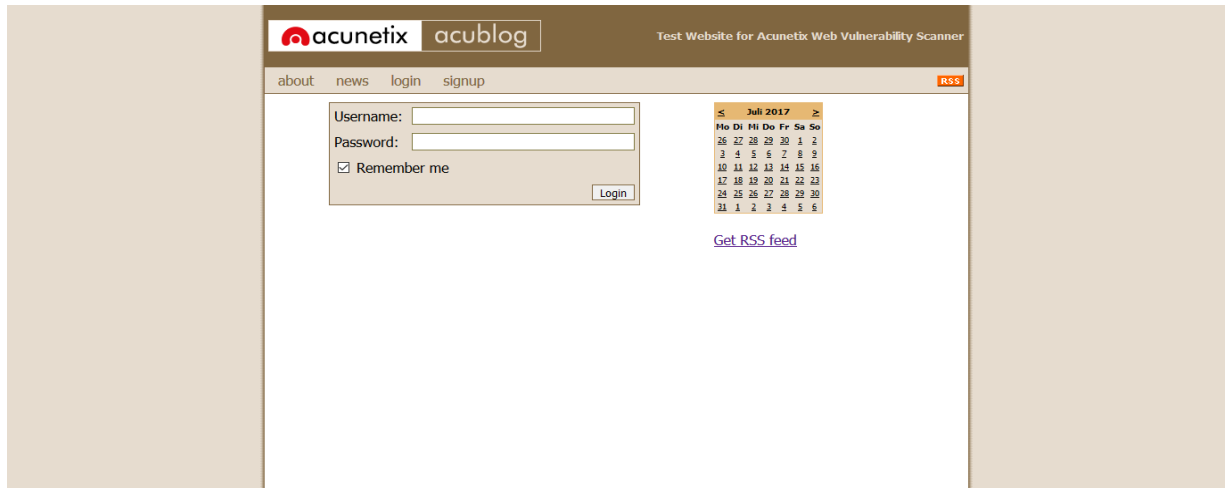 acunetix acublog
Test Website for Acunetix Web Vulnerability Scanner
about news login signup
RSS
Username:
Password:
Remember me
Login
< Juli 2017 >
Mo Di Mi Do Fr Sa So
26 27 28 29 30 1 2
3 4 5 6 7 8 9
10 11 12 13 14 15 16
17 18 19 20 21 22 23
24 25 26 27 28 29 30
31 1 2 3 4 5 6
Get RSS feed